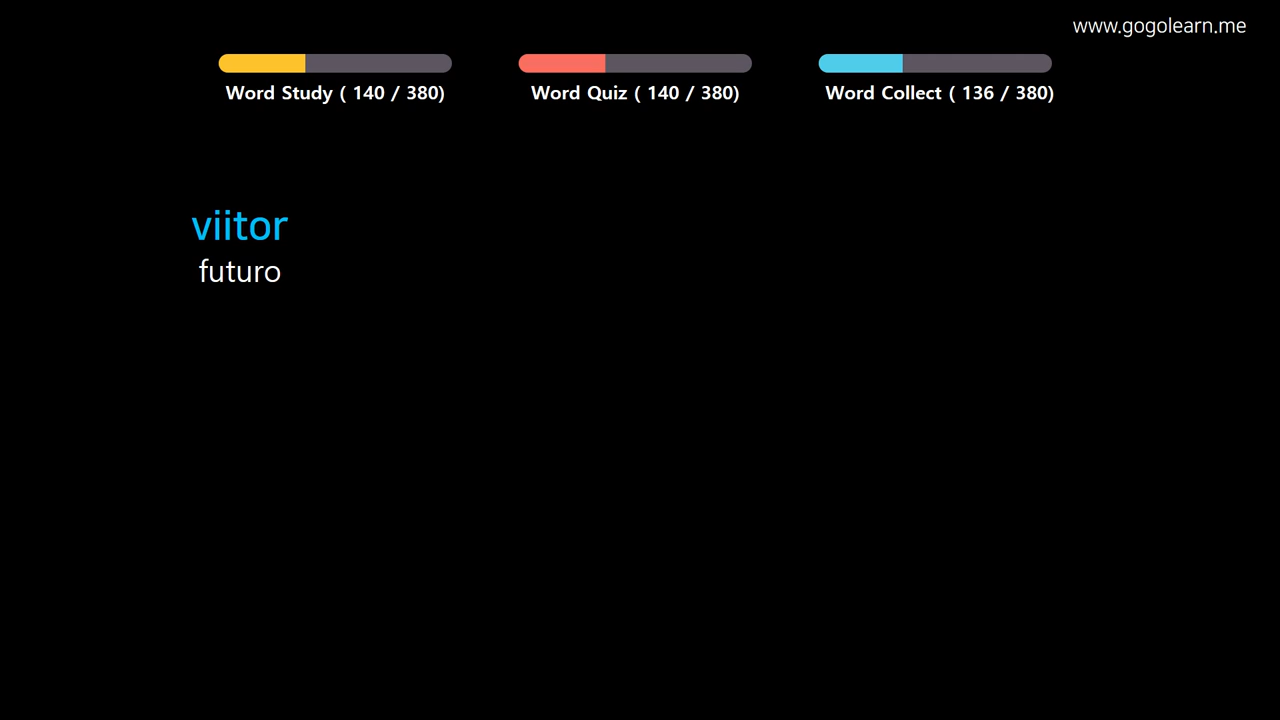 www.gogolearn.me
Word Study ( 140 / 380)
Word Quiz ( 140 / 380)
Word Collect ( 136 / 380)
viitor
futuro